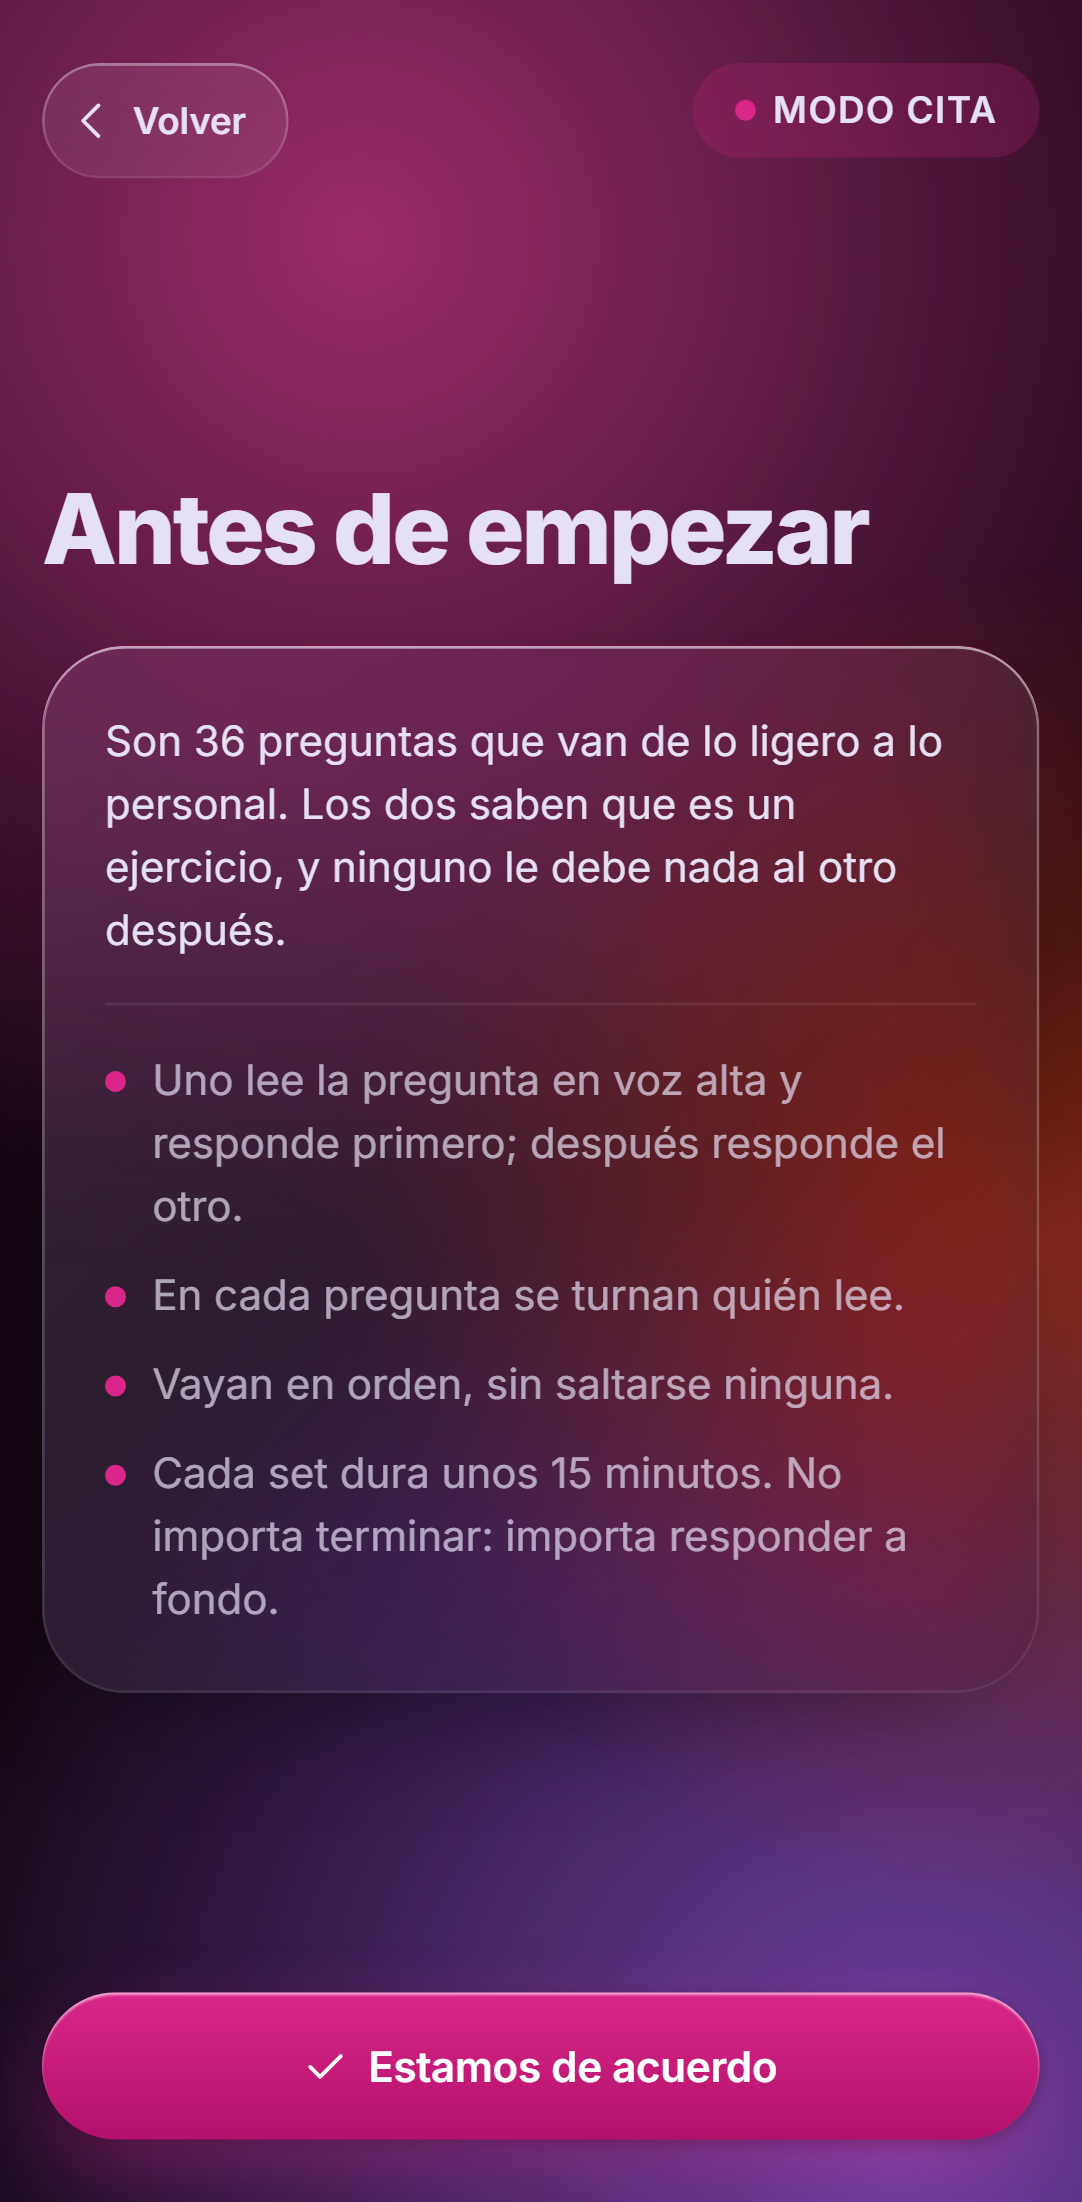 Volver
MODO CITA
Antes de empezar
Son 36 preguntas que van de lo ligero a lo
personal. Los dos saben que es un
ejercicio, y ninguno le debe nada al otro
después.
Uno lee la pregunta en voz alta y
responde primero; después responde el
otro.
En cada pregunta se turnan quién lee.
Vayan en orden, sin saltarse ninguna.
Cada set dura unos 15 minutos. No
importa terminar: importa responder a
fondo.
Estamos de acuerdo